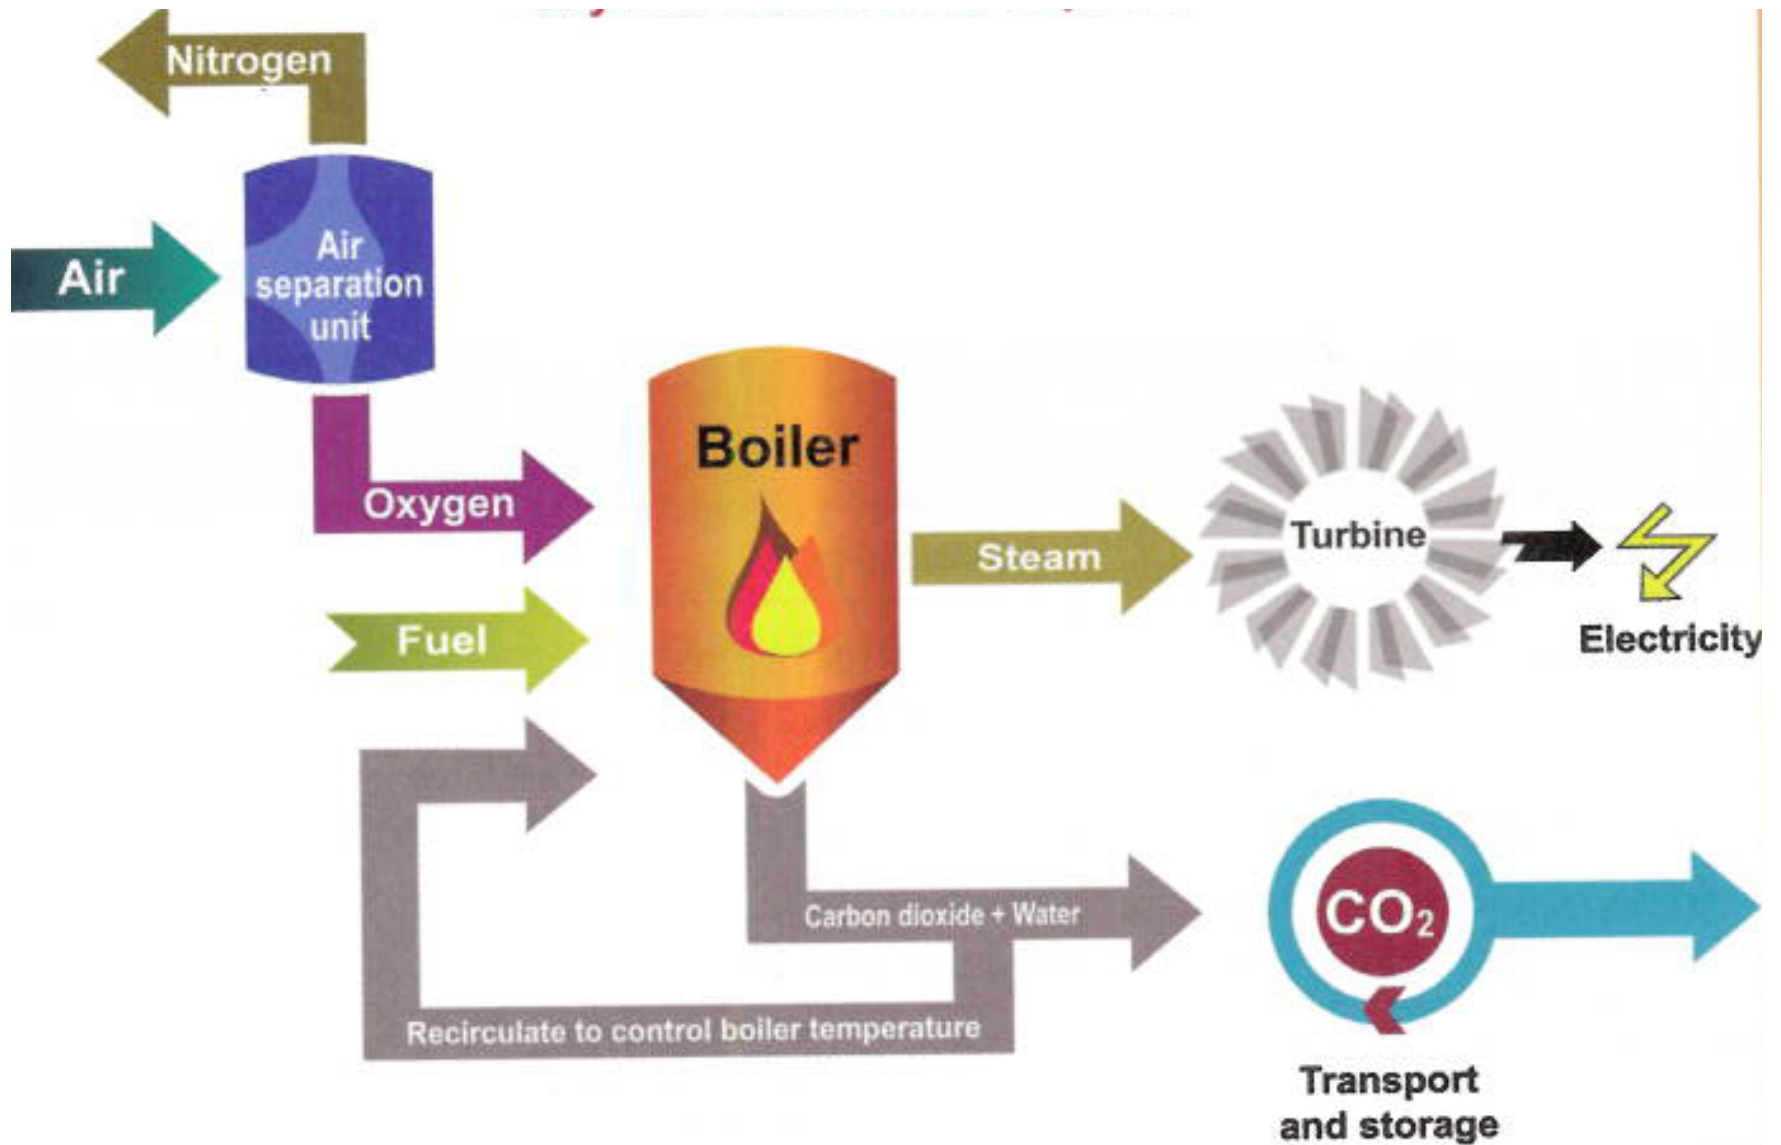 Nitrogen
Air
Air
separation
unit
Oxygen
Boiler
Fuel
Steam
Turbine
Electricity
Carbon dioxide + Water
Recirculate to control boiler temperature
CO₂
Transport
and storage